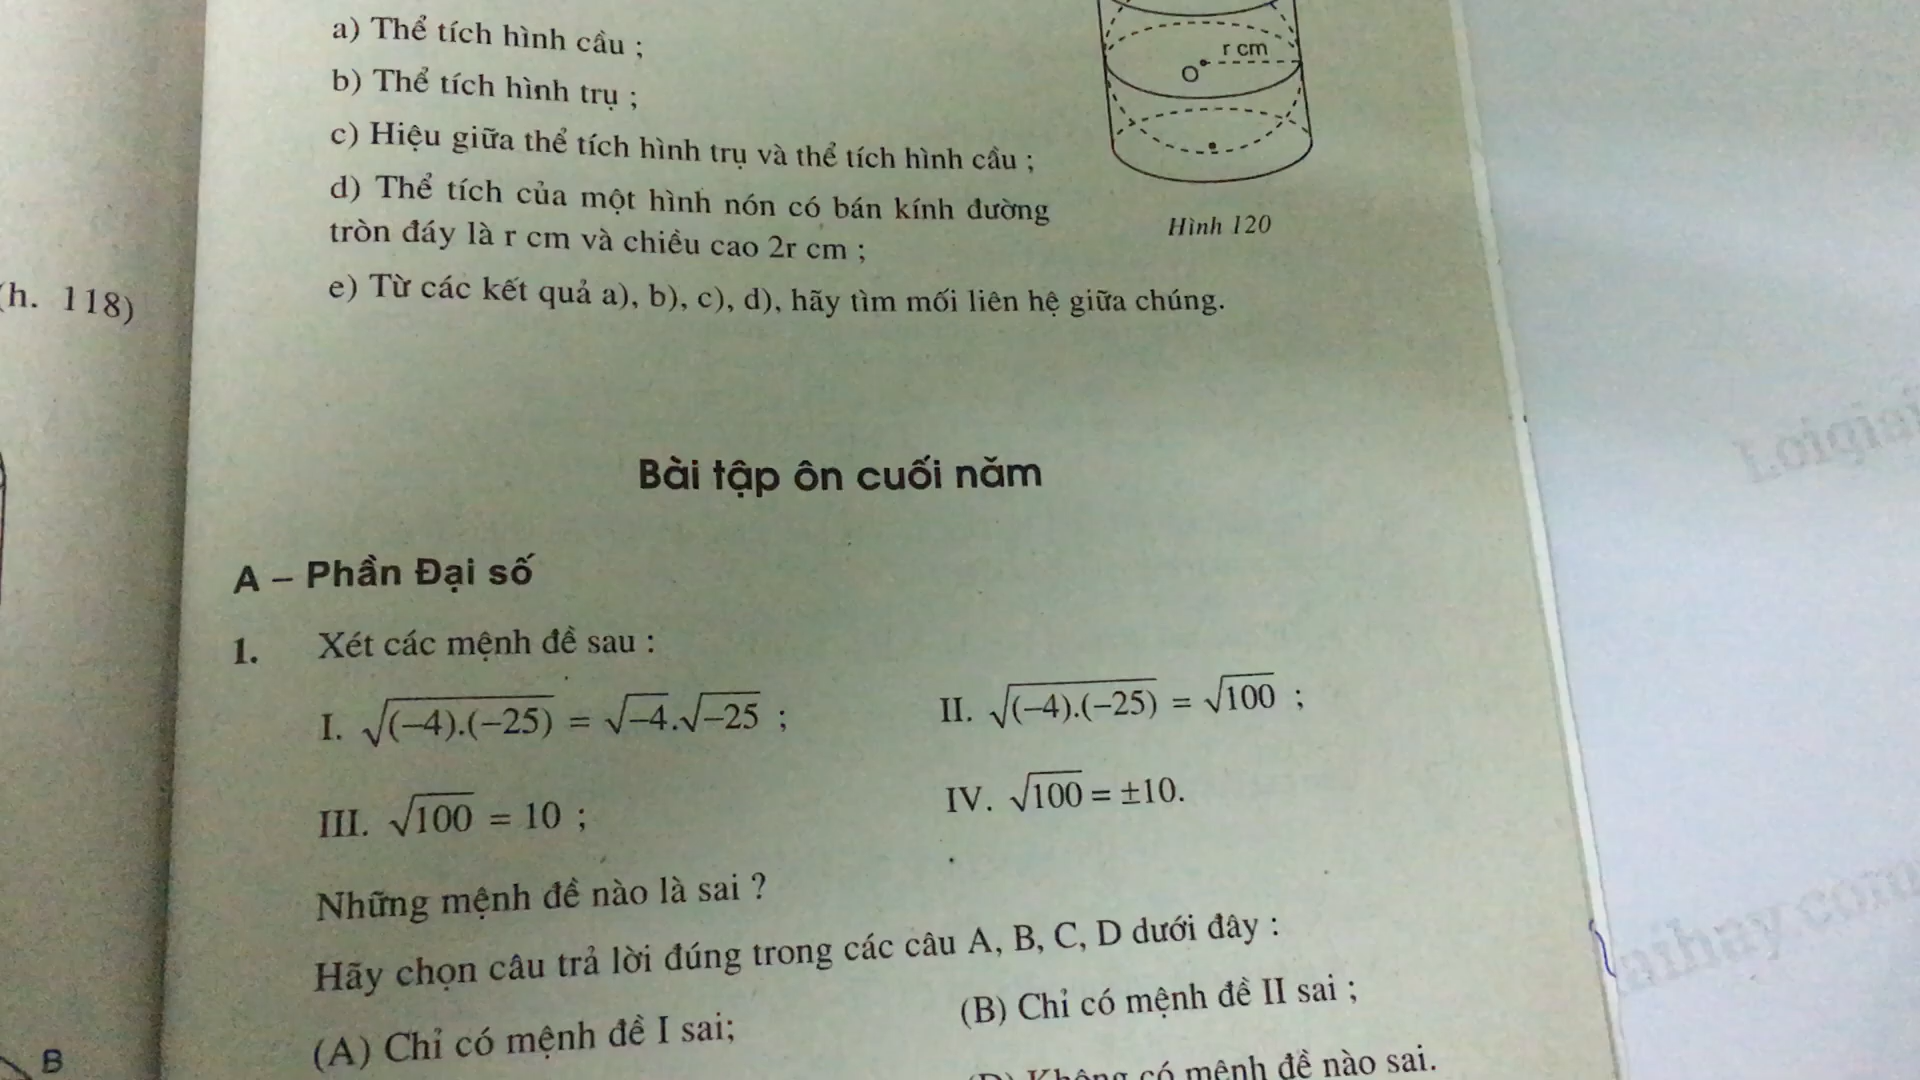 a) Thể tích hình cầu ;
b) Thể tích hình trụ ;
c) Hiệu giữa thể tích hình trụ và thể tích hình cầu ;
d) Thể tích của một hình nón có bán kính đường
tròn đáy là r cm và chiều cao 2r cm ;
e) Từ các kết quả a), b), c), d), hãy tìm mối liên hệ giữa chúng.
r cm
O
Hình 120
(h. 118)
Bài tập ôn cuối năm
A – Phần Đại số
1. Xét các mệnh đề sau :
I. √(-4).(-25) = √-4.√-25 ; II. √(-4).(-25) = √100 ;
III. √100 = 10 ; IV. √100 = ±10.
Những mệnh đề nào là sai ?
Hãy chọn câu trả lời đúng trong các câu A, B, C, D dưới đây :
(A) Chỉ có mệnh đề I sai; (B) Chỉ có mệnh đề II sai ;
(D) Không có mệnh đề nào sai.
B